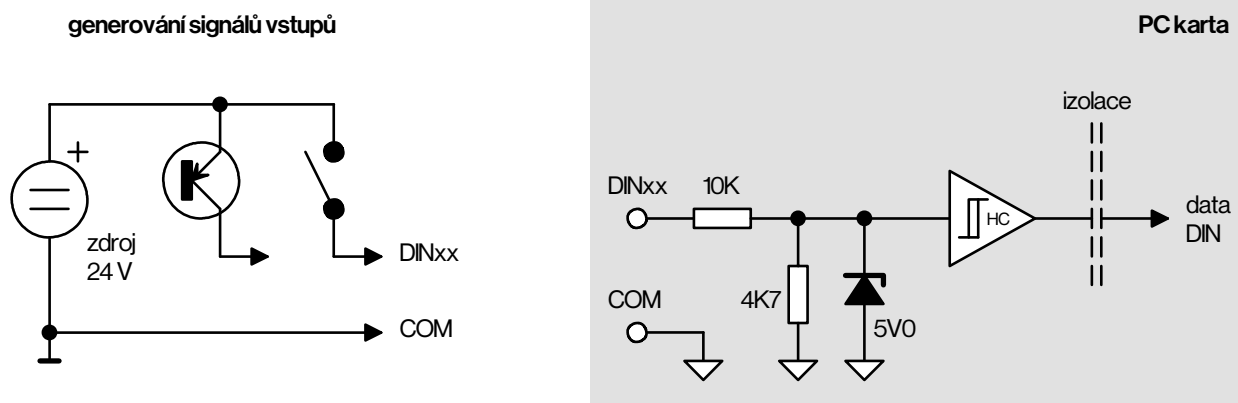 generování signálů vstupů
zdroj
24 V
DINxx
COM
PC karta
izolace
DINxx
10K
HC
data
DIN
COM
4K7
5V0